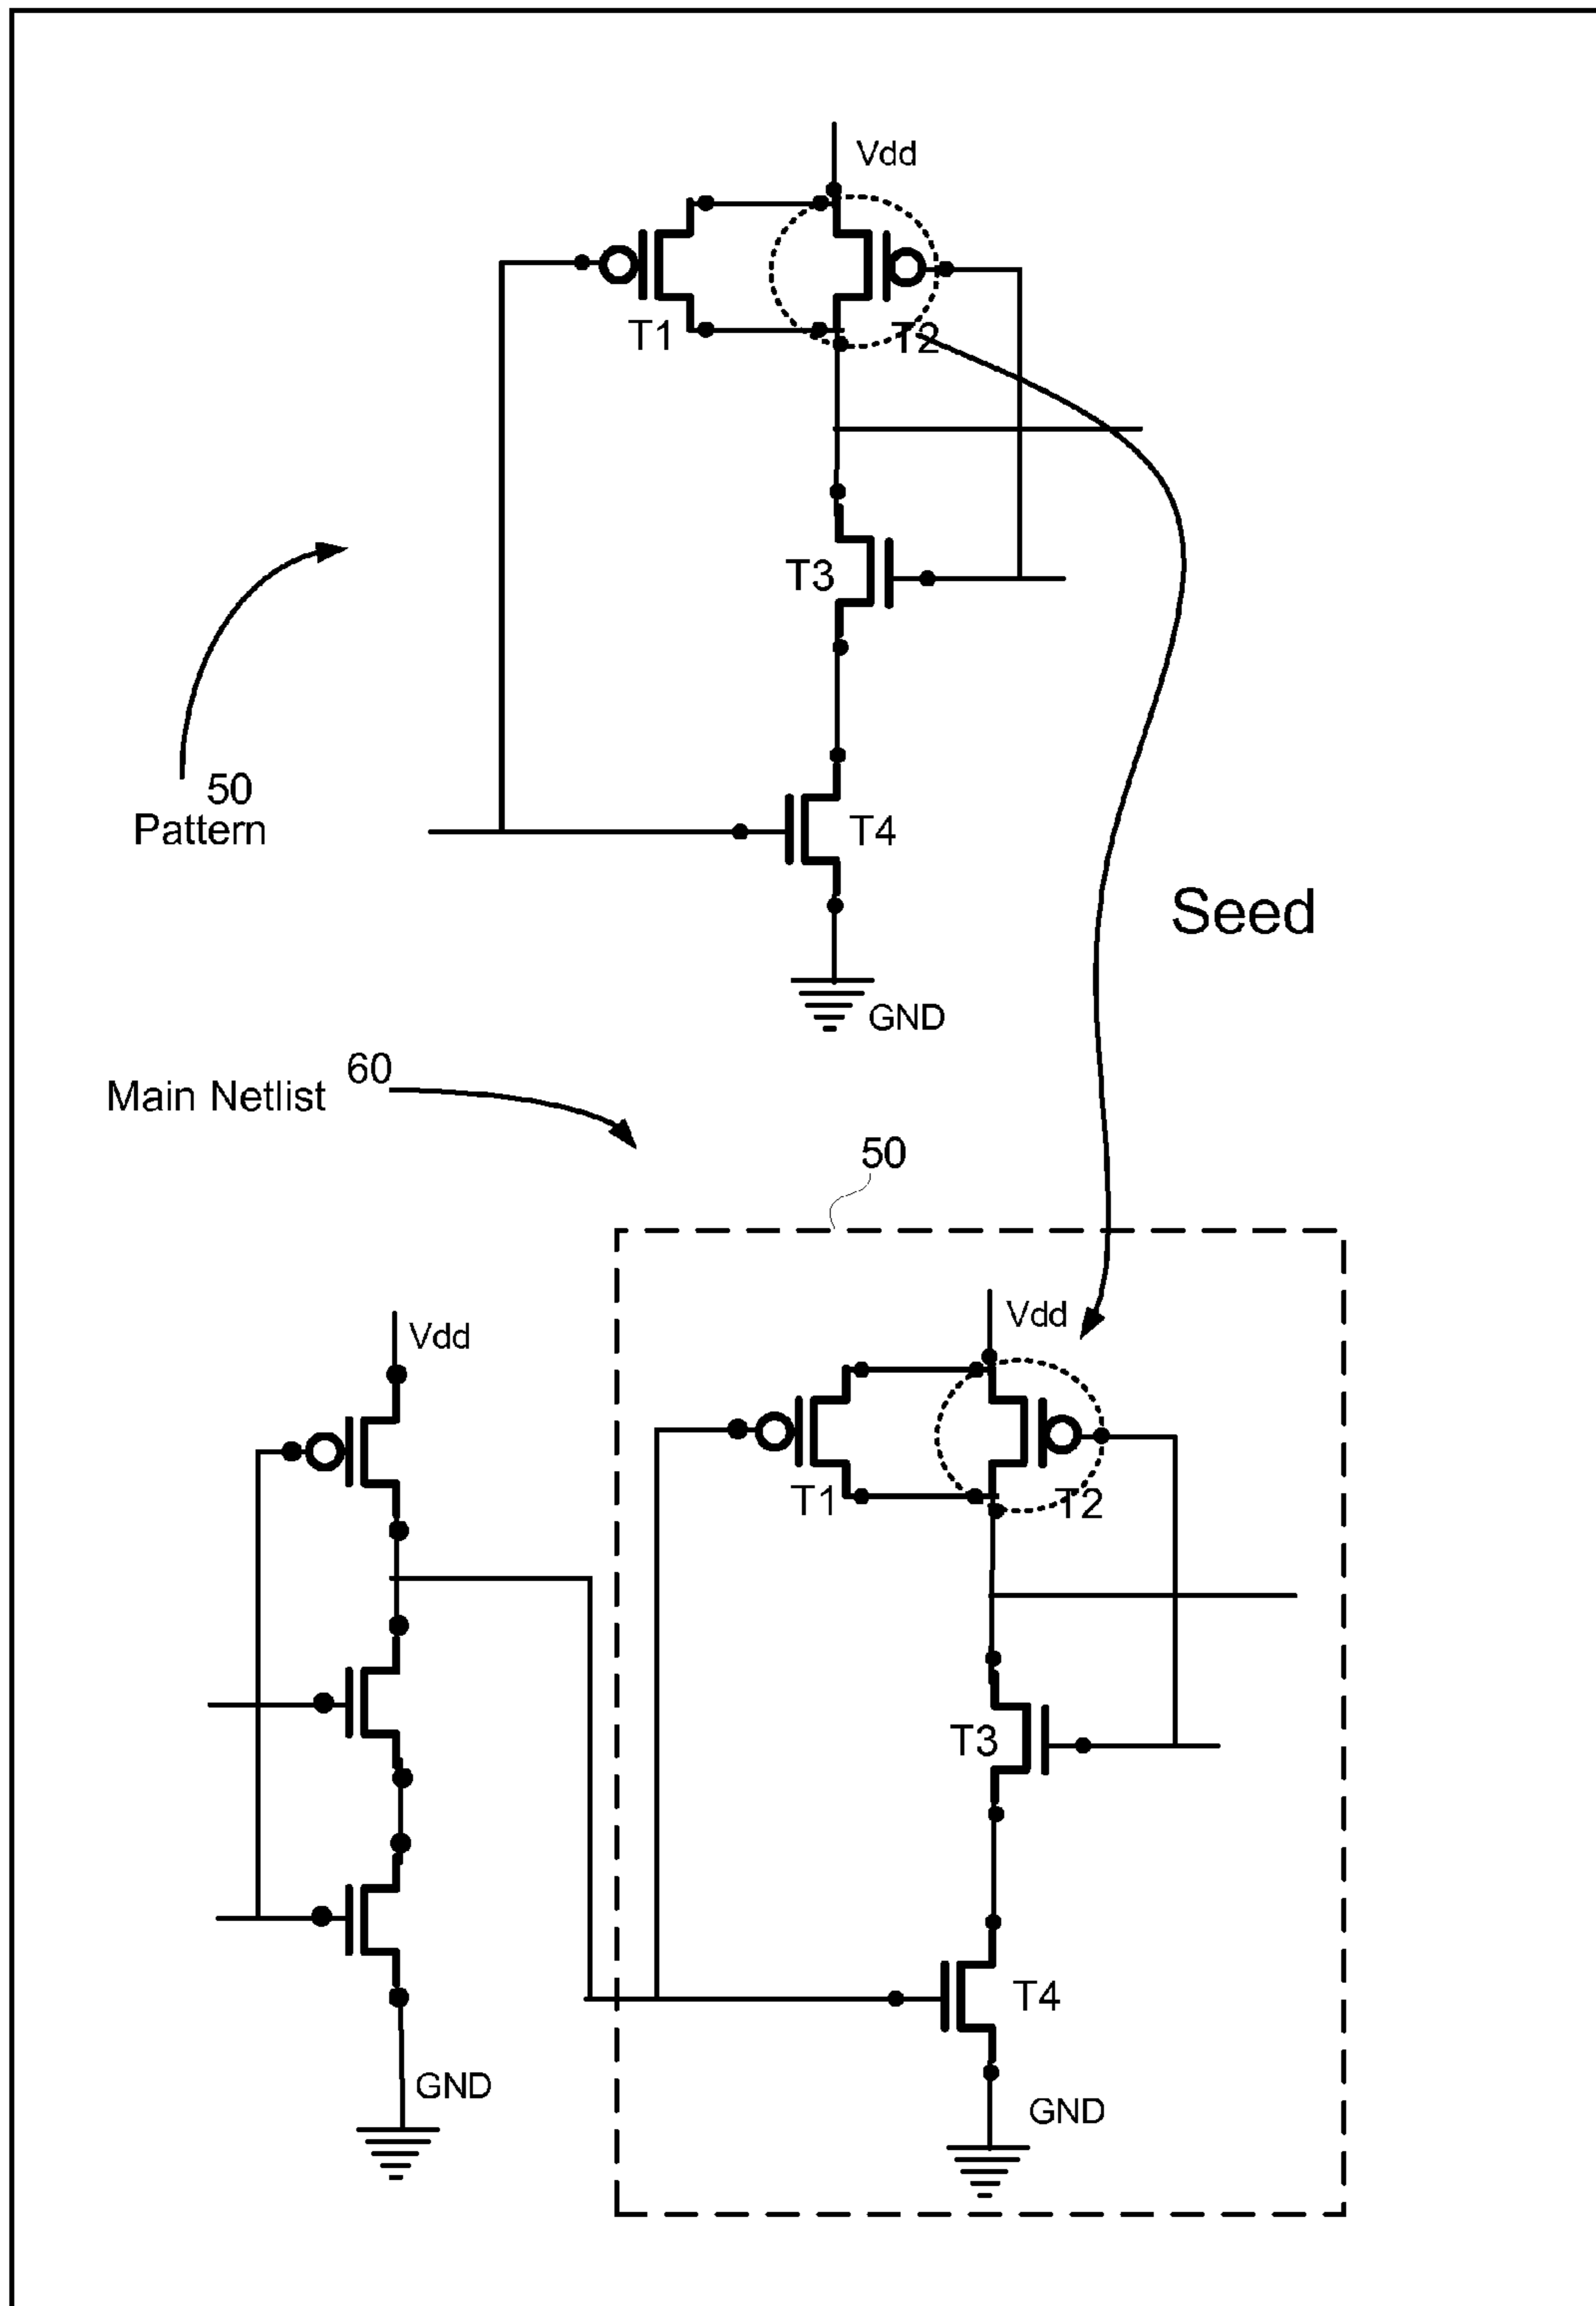 Vdd
T1
T2
T3
50
Pattern
T4
Seed
GND
60
Main Netlist
50
Vdd
Vdd
T1
T2
T3
T4
GND
GND